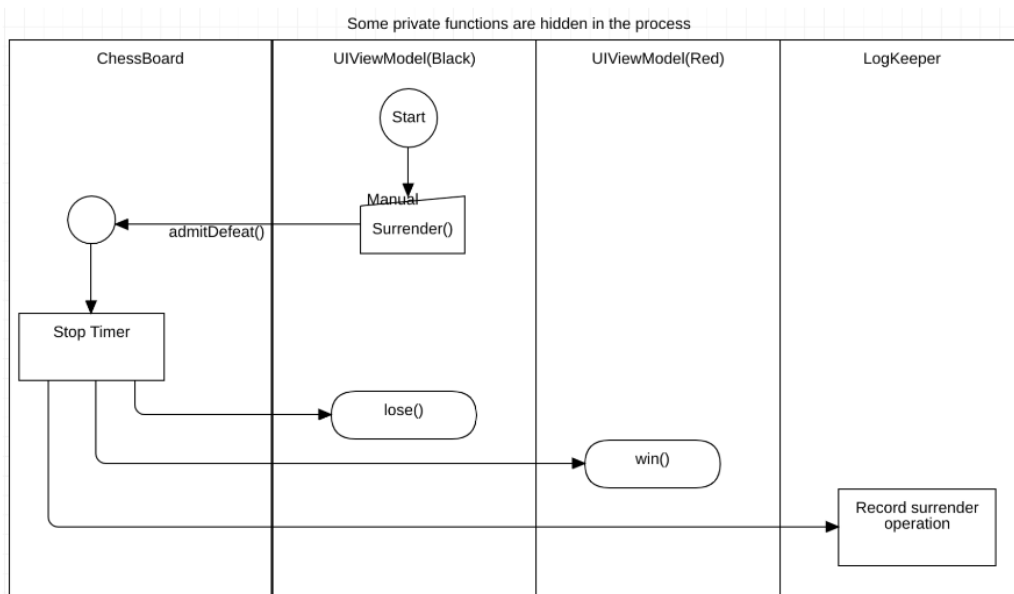 Some private functions are hidden in the process
ChessBoard
UIViewModel(Black)
UIViewModel(Red)
LogKeeper
Start
Manual
Surrender()
admitDefeat()
Stop Timer
lose()
win()
Record surrender
operation